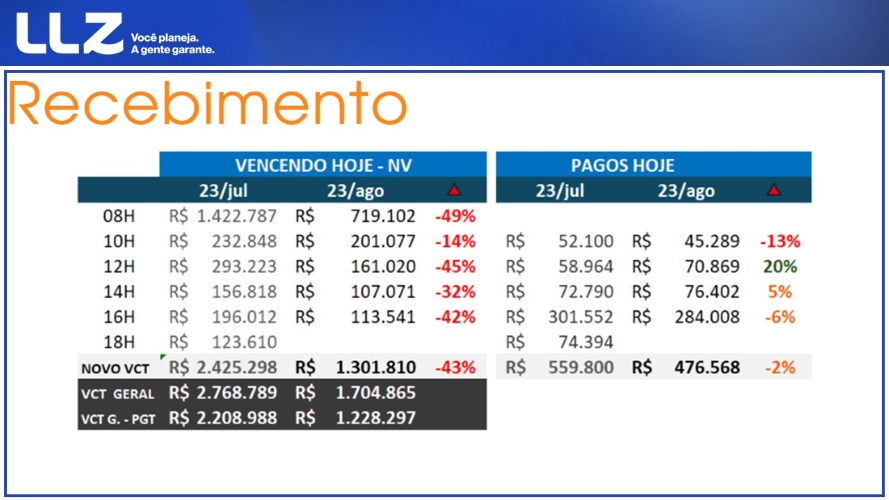 LLZ Você planeja.
A gente garante.
Recebimento
VENCENDO HOJE - NV PAGOS HOJE
23/jul 23/ago 23/jul 23/ago
08H R$ 1.422.787 R$ 719.102 -49%
10H R$ 232.848 R$ 201.077 -14% R$ 52.100 R$ 45.289 -13%
12H R$ 293.223 R$ 161.020 -45% R$ 58.964 R$ 70.869 20%
14H R$ 156.818 R$ 107.071 -32% R$ 72.790 R$ 76.402 5%
16H R$ 196.012 R$ 113.541 -42% R$ 301.552 R$ 284.008 -6%
18H R$ 123.610 R$ 74.394
NOVO VCT R$ 2.425.298 R$ 1.301.810 -43% R$ 559.800 R$ 476.568 -2%
VCT GERAL R$ 2.768.789 R$ 1.704.865
VCT G. - PGT R$ 2.208.988 R$ 1.228.297